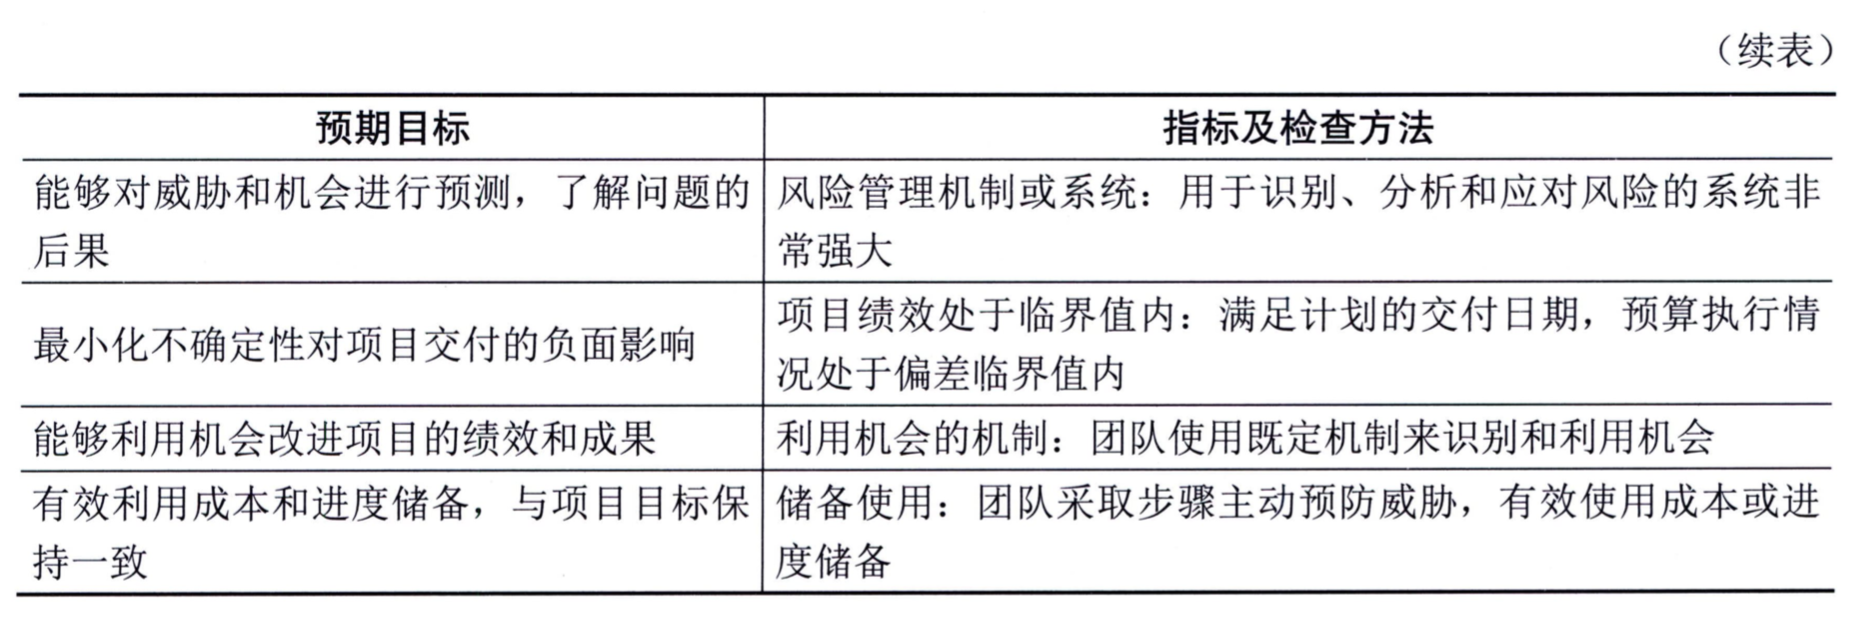 （续表）
预期目标
指标及检查方法
能够对威胁和机会进行预测，了解问题的
后果
风险管理机制或系统：用于识别、分析和应对风险的系统非
常强大
最小化不确定性对项目交付的负面影响
项目绩效处于临界值内：满足计划的交付日期，预算执行情
况处于偏差临界值内
能够利用机会改进项目的绩效和成果
利用机会的机制：团队使用既定机制来识别和利用机会
有效利用成本和进度储备，与项目目标保
持一致
储备使用：团队采取步骤主动预防威胁，有效使用成本或进
度储备